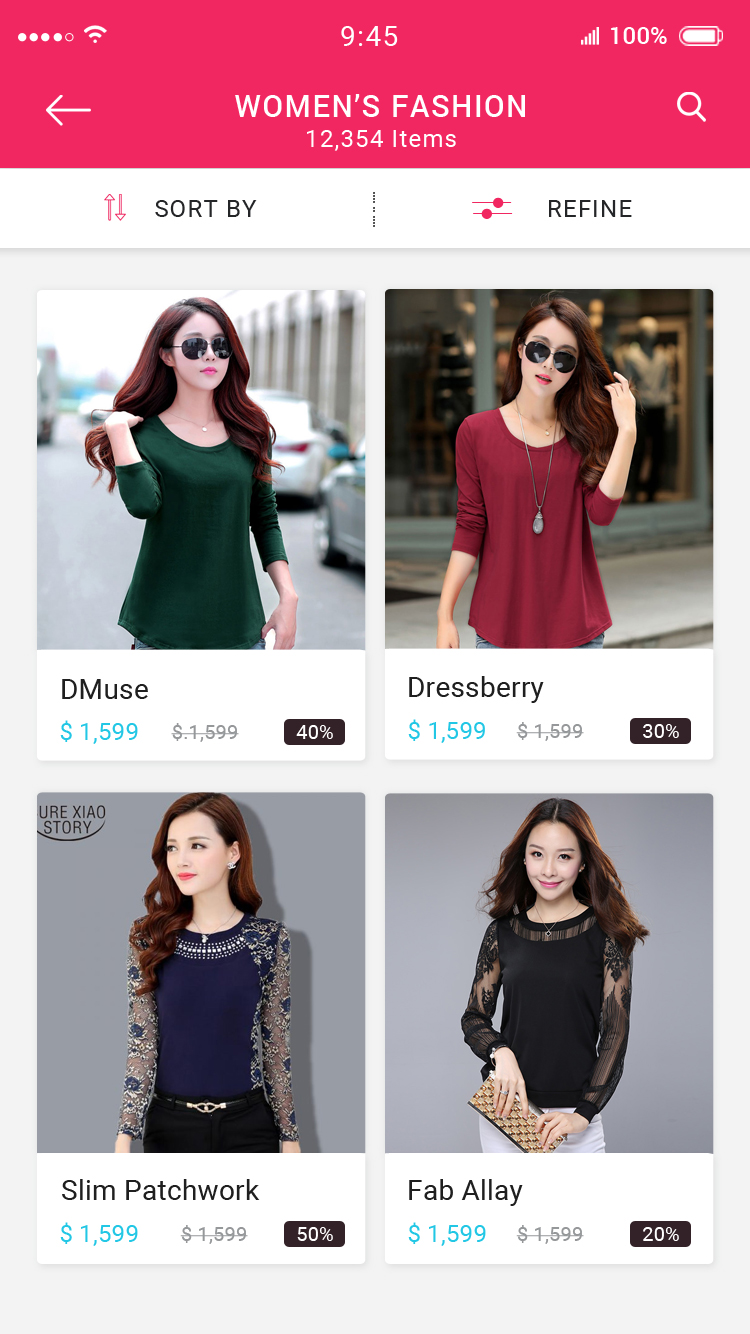 9:45
100%
WOMEN’S FASHION
12,354 Items
SORT BY
REFINE
DMuse
$ 1,599 $.1,599 40%
Dressberry
$ 1,599 $ 1,599 30%
URE XIAO
STORY
Slim Patchwork
$ 1,599 $ 1,599 50%
Fab Allay
$ 1,599 $ 1,599 20%